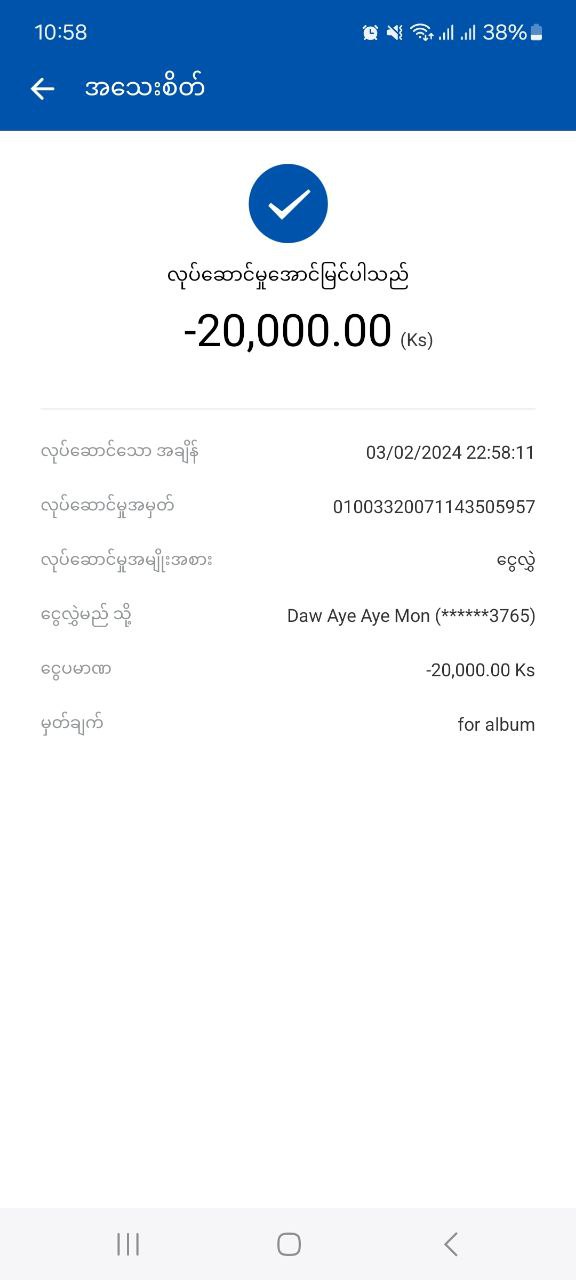 10:58 38%
အသေးစိတ်
လုပ်ဆောင်မှုအောင်မြင်ပါသည်
-20,000.00 (Ks)
လုပ်ဆောင်သော အချိန် 03/02/2024 22:58:11
လုပ်ဆောင်မှုအမှတ် 01003320071143505957
လုပ်ဆောင်မှုအမျိုးအစား ငွေလွှဲ
ငွေလွှဲမည် သို့ Daw Aye Aye Mon (******3765)
ငွေပမာဏ -20,000.00 Ks
မှတ်ချက် for album